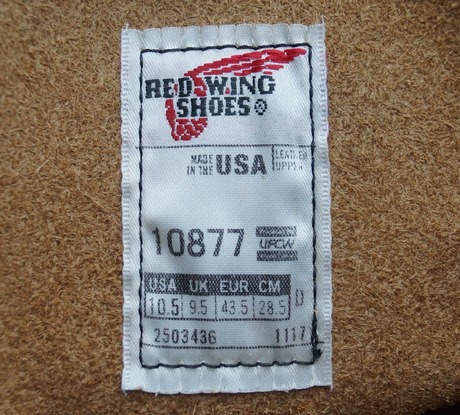 RED WING
SHOES®
MADE IN THE USA LEATHER UPPER
10877 UFCW
USA UK EUR CM
10.5 9.5 43.5 28.5 D
2503436 1117